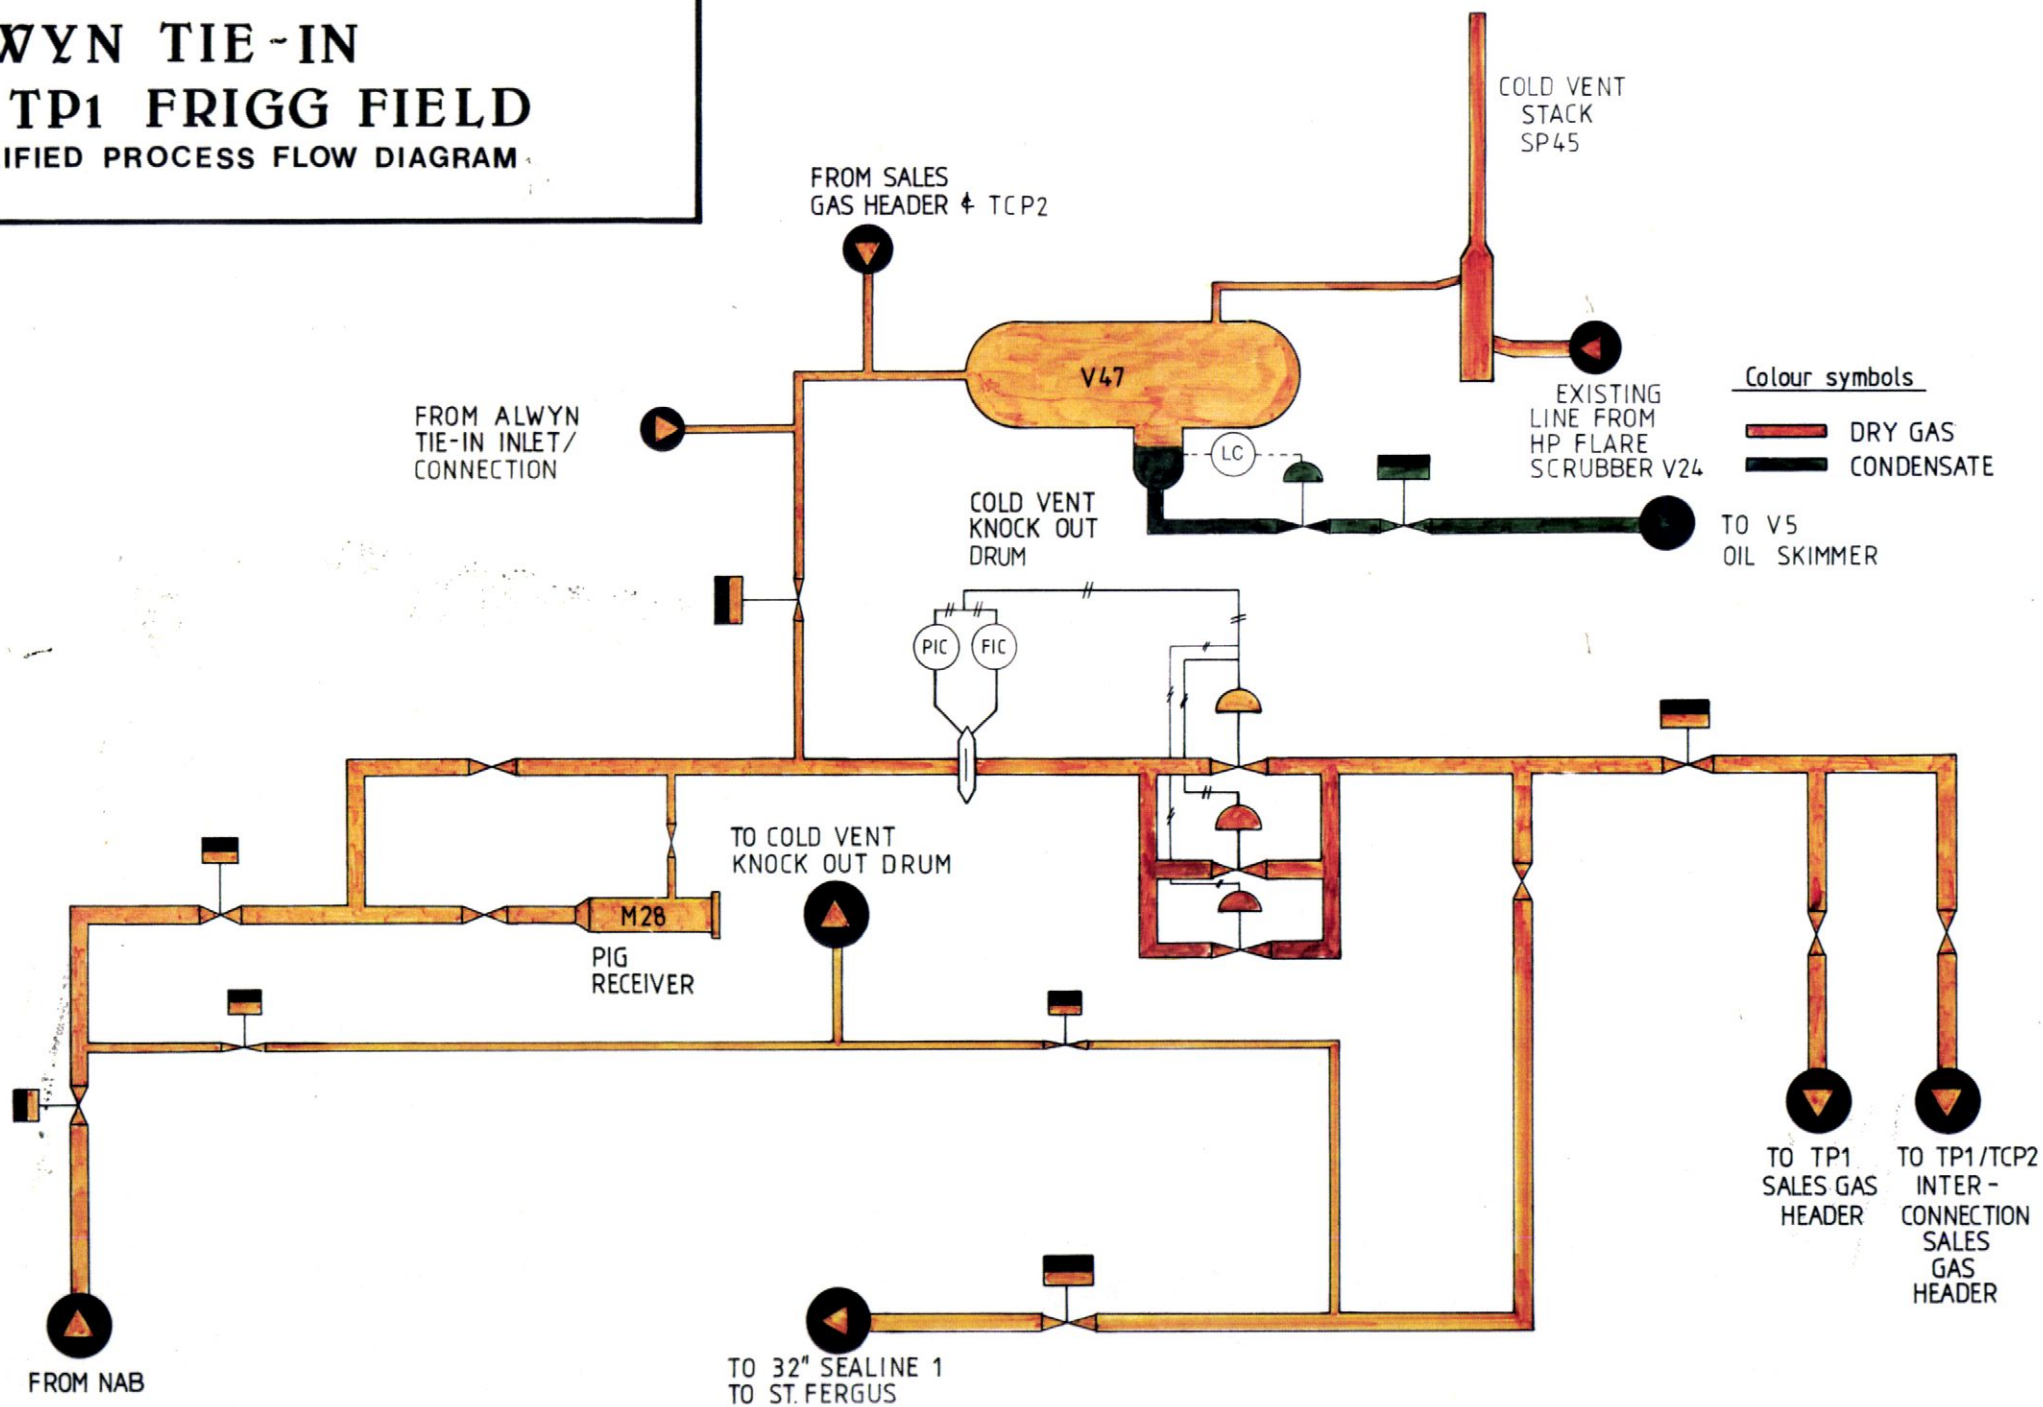 WYN TIE-IN
TP1 FRIGG FIELD
IFIED PROCESS FLOW DIAGRAM
COLD VENT
STACK
SP45
FROM SALES
GAS HEADER & TCP2
V47
EXISTING
LINE FROM
HP FLARE
SCRUBBER V24
Colour symbols
DRY GAS
CONDENSATE
FROM ALWYN
TIE-IN INLET/
CONNECTION
LC
COLD VENT
KNOCK OUT
DRUM
TO V5
OIL SKIMMER
PIC
FIC
TO COLD VENT
KNOCK OUT DRUM
M28
PIG
RECEIVER
TO TP1
SALES GAS
HEADER
TO TP1/TCP2
INTER-
CONNECTION
SALES
GAS
HEADER
FROM NAB
TO 32" SEALINE 1
TO ST. FERGUS